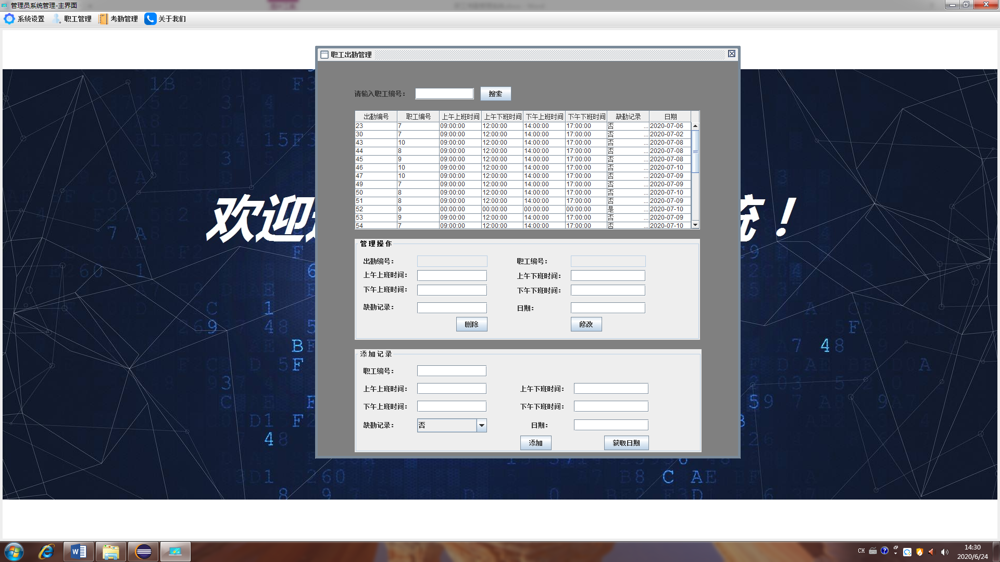 管理员系统管理-主界面
系统设置 职工管理 考勤管理 关于我们
职工出勤管理
请输入职工编号： 搜索
出勤编号 职工编号 上午上班时间 上午下班时间 下午上班时间 下午下班时间 缺勤记录 日期
23 7 09:00:00 12:00:00 14:00:00 17:00:00 否 ... 2020-07-06
30 7 09:00:00 12:00:00 14:00:00 17:00:00 否 ... 2020-07-02
43 10 09:00:00 12:00:00 14:00:00 17:00:00 否 ... 2020-07-08
44 8 09:00:00 12:00:00 14:00:00 17:00:00 否 ... 2020-07-08
45 9 09:00:00 12:00:00 14:00:00 17:00:00 否 ... 2020-07-08
46 10 09:00:00 12:00:00 14:00:00 17:00:00 否 ... 2020-07-10
47 10 09:00:00 12:00:00 14:00:00 17:00:00 否 ... 2020-07-09
49 7 09:00:00 12:00:00 14:00:00 17:00:00 否 ... 2020-07-09
50 8 09:00:00 12:00:00 14:00:00 17:00:00 否 ... 2020-07-10
51 8 09:00:00 12:00:00 14:00:00 17:00:00 否 ... 2020-07-09
52 9 00:00:00 00:00:00 00:00:00 00:00:00 是 ... 2020-07-10
53 9 09:00:00 12:00:00 14:00:00 17:00:00 否 ... 2020-07-09
54 7 09:00:00 12:00:00 14:00:00 17:00:00 否 ... 2020-07-10
欢迎 统！
管理操作
出勤编号： 职工编号：
上午上班时间： 上午下班时间：
下午上班时间： 下午下班时间：
缺勤记录： 日期：
删除 修改
添加记录
职工编号：
上午上班时间： 上午下班时间：
下午上班时间： 下午下班时间：
缺勤记录： 否 日期：
添加 获取日期
CH
14:30
2020/6/24